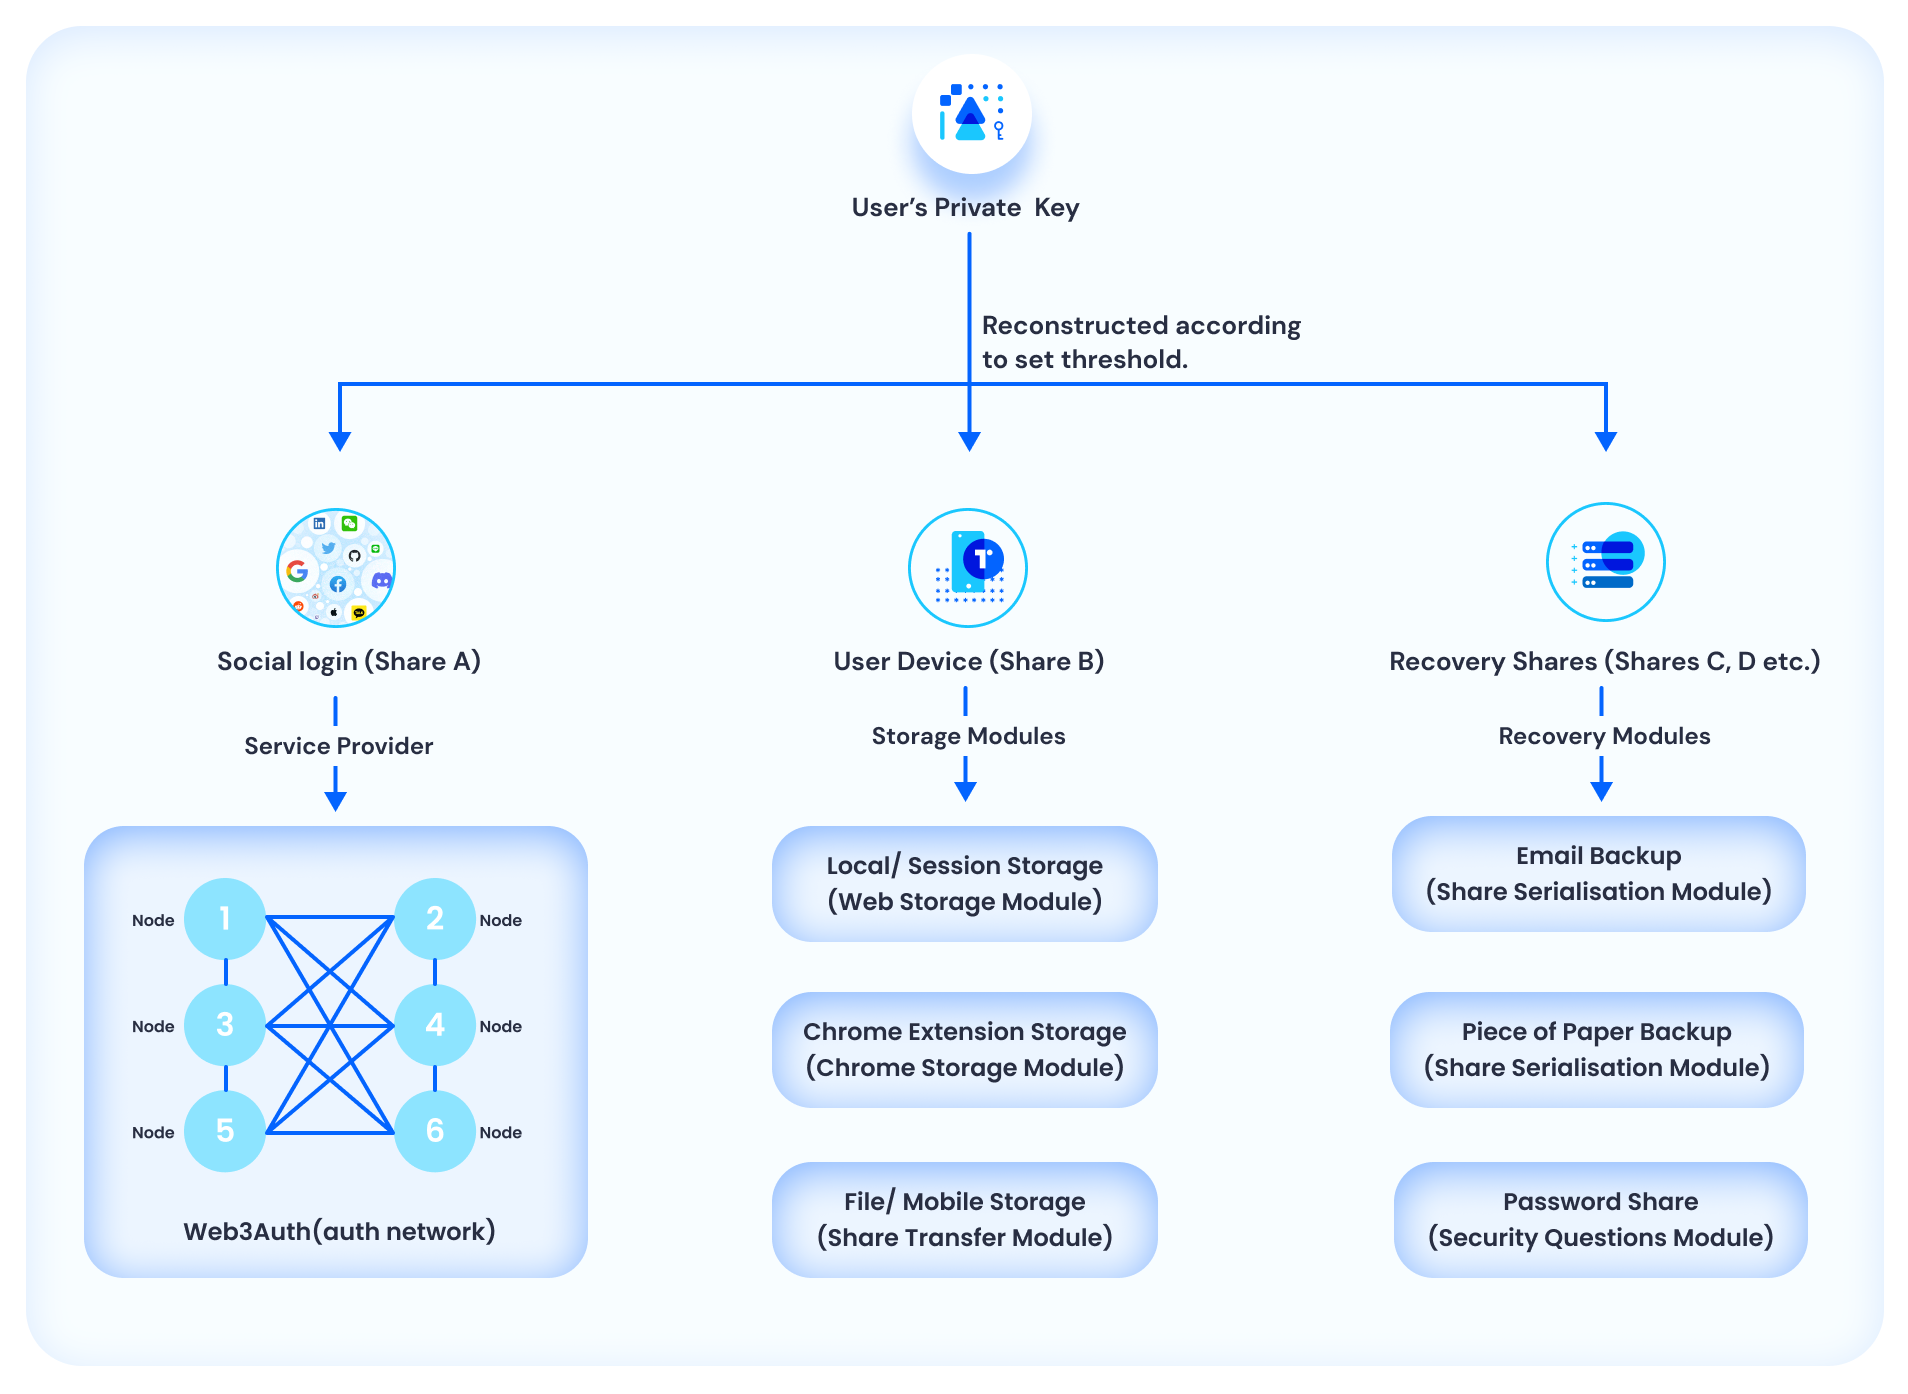 User’s Private Key
Reconstructed according
to set threshold.
Social login (Share A)
User Device (Share B)
Recovery Shares (Shares C, D etc.)
Service Provider
Storage Modules
Recovery Modules
Node 1 2 Node
Node 3 4 Node
Node 5 6 Node
Web3Auth(auth network)
Local/ Session Storage
(Web Storage Module)
Chrome Extension Storage
(Chrome Storage Module)
File/ Mobile Storage
(Share Transfer Module)
Email Backup
(Share Serialisation Module)
Piece of Paper Backup
(Share Serialisation Module)
Password Share
(Security Questions Module)